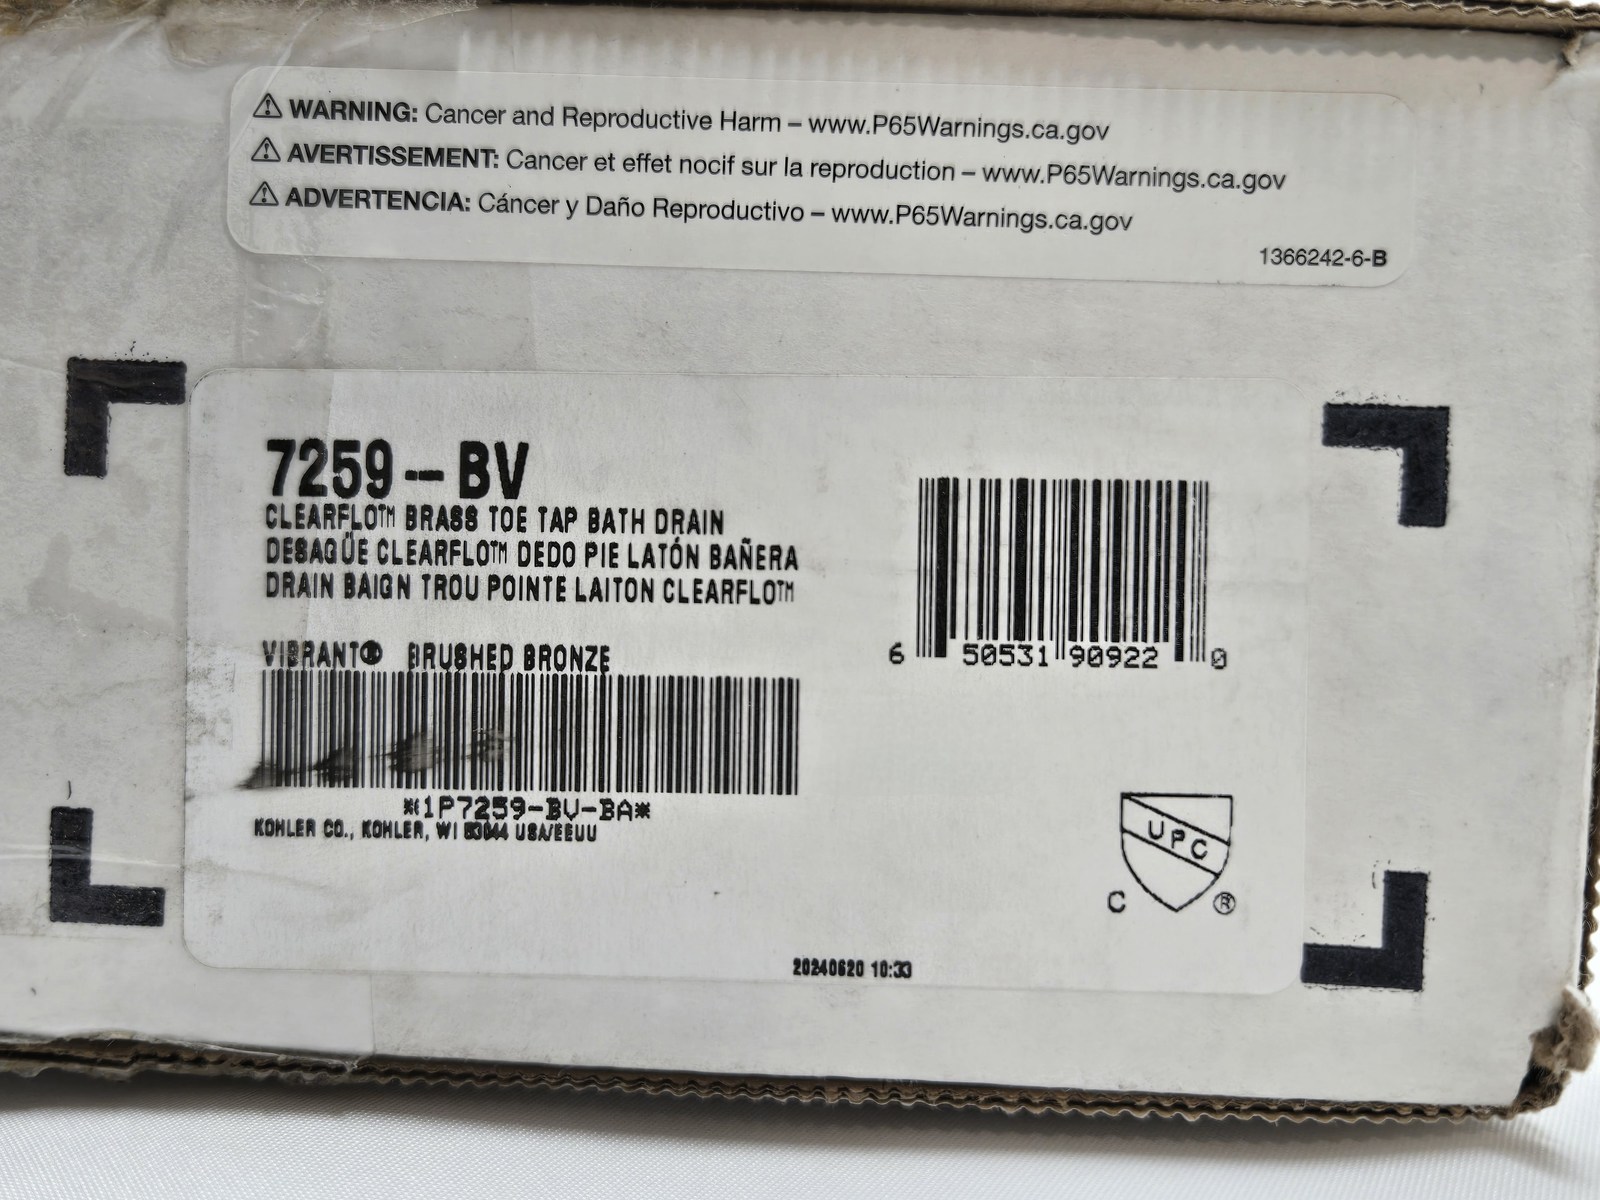 ⚠ WARNING: Cancer and Reproductive Harm – www.P65Warnings.ca.gov
⚠ AVERTISSEMENT: Cancer et effet nocif sur la reproduction – www.P65Warnings.ca.gov
⚠ ADVERTENCIA: Cáncer y Daño Reproductivo – www.P65Warnings.ca.gov
1366242-6-B
7259-BV
CLEARFLO™ BRASS TOE TAP BATH DRAIN
DESAGÜE CLEARFLO™ DEDO PIE LATÓN BAÑERA
DRAIN BAIGN TROU POINTE LAITON CLEARFLO™
VIBRANT® BRUSHED BRONZE
6 50531 90922 0
*1P7259-BV-BA*
KOHLER CO., KOHLER, WI 53044 USA/EEUU
UPC
C ®
20240620 10:33